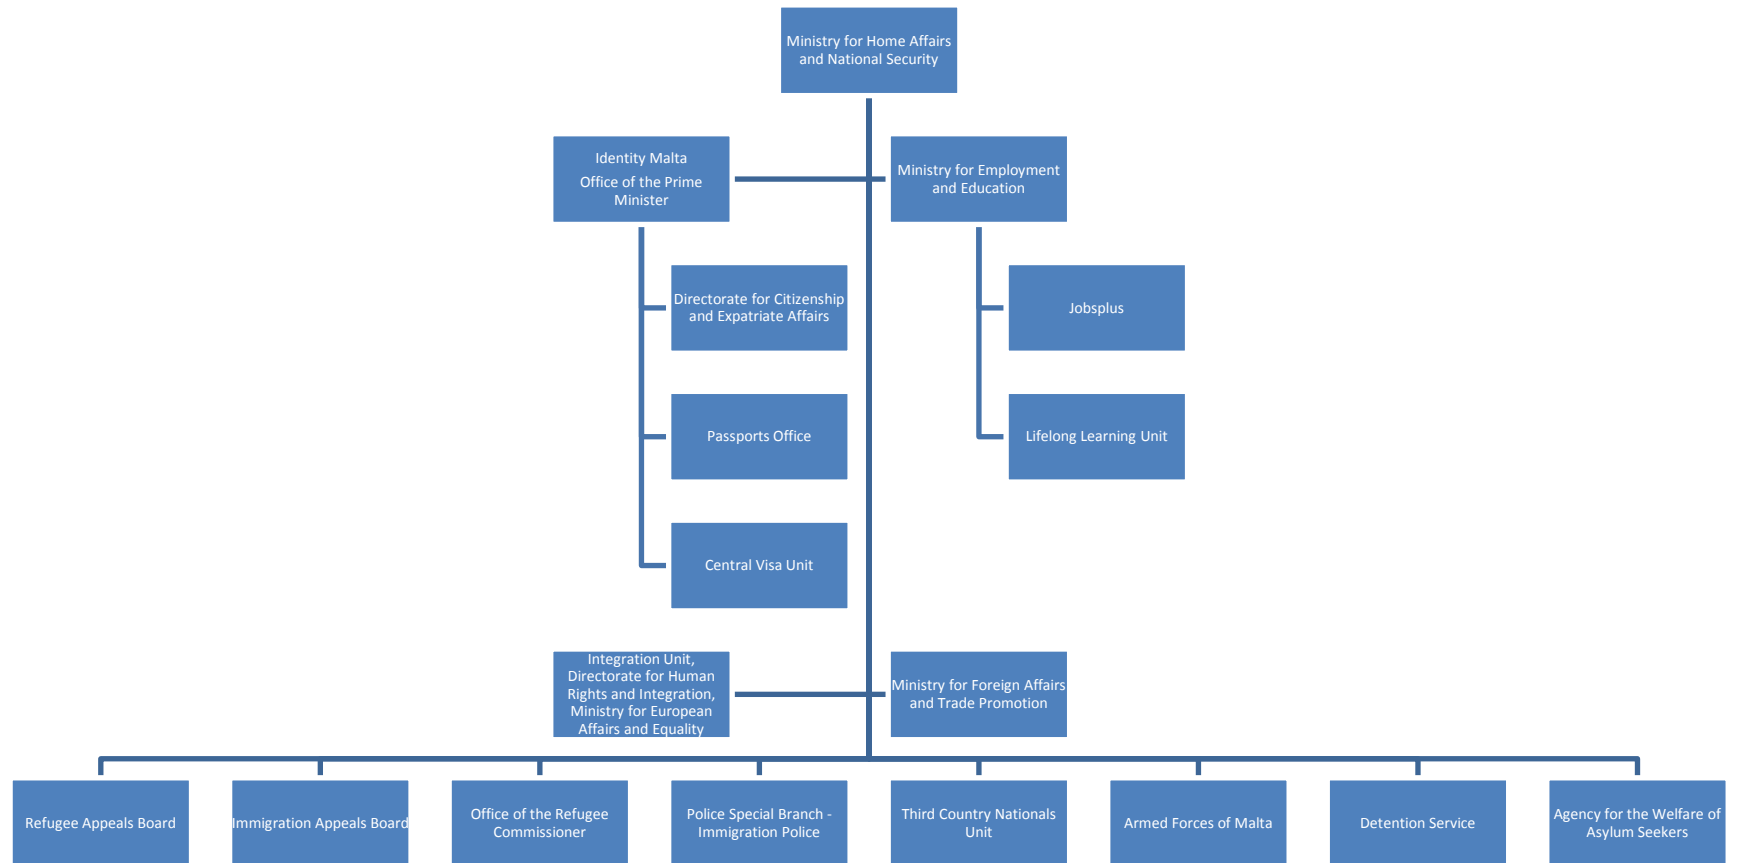 Ministry for Home Affairs
and National Security
Identity Malta
Office of the Prime
Minister
Ministry for Employment
and Education
Directorate for Citizenship
and Expatriate Affairs
Jobsplus
Passports Office
Lifelong Learning Unit
Central Visa Unit
Integration Unit,
Directorate for Human
Rights and Integration,
Ministry for European
Affairs and Equality
Ministry for Foreign Affairs
and Trade Promotion
Refugee Appeals Board
Immigration Appeals Board
Office of the Refugee
Commissioner
Police Special Branch -
Immigration Police
Third Country Nationals
Unit
Armed Forces of Malta
Detention Service
Agency for the Welfare of
Asylum Seekers